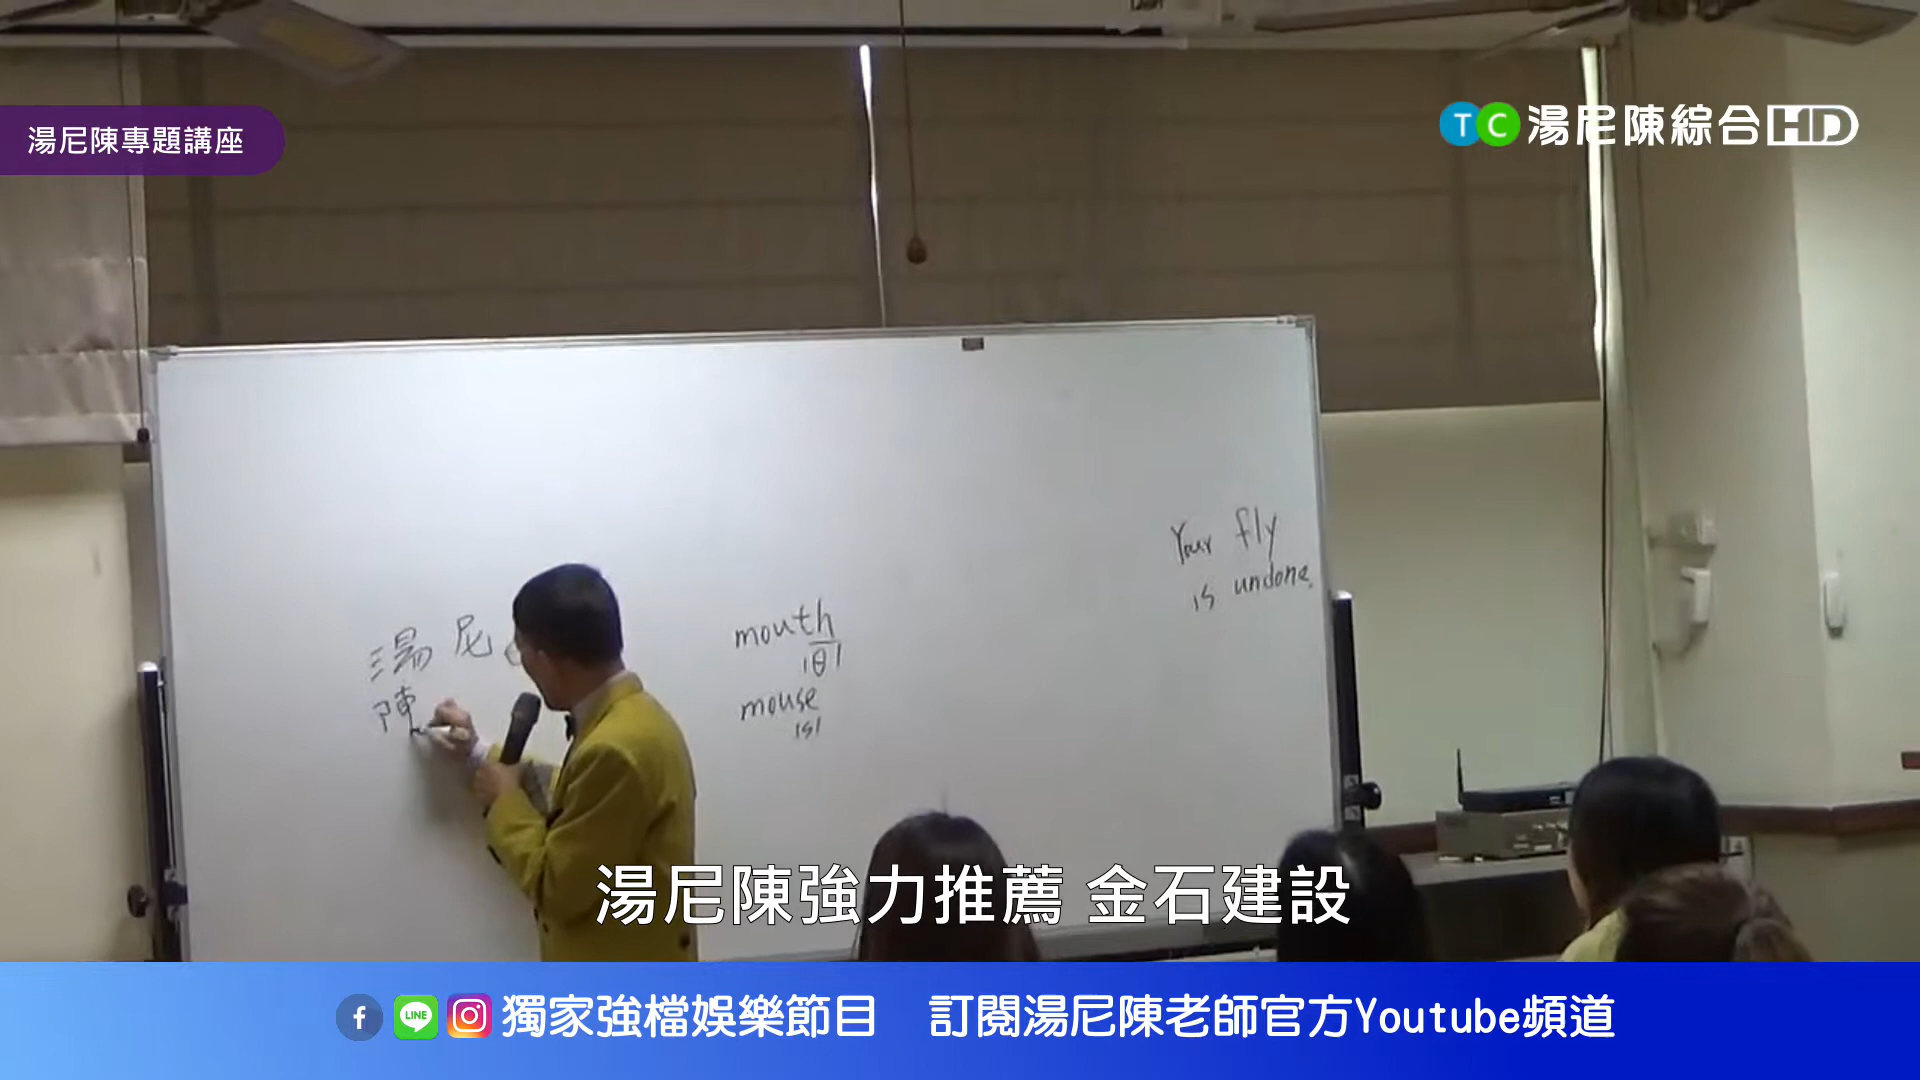 湯尼陳專題講座
TC 湯尼陳綜合HD
Your fly
is undone.
湯尼
陳
mouth
/θ/
mouse
/s/
湯尼陳強力推薦 金石建設
f LINE 獨家強檔娛樂節目 訂閱湯尼陳老師官方Youtube頻道